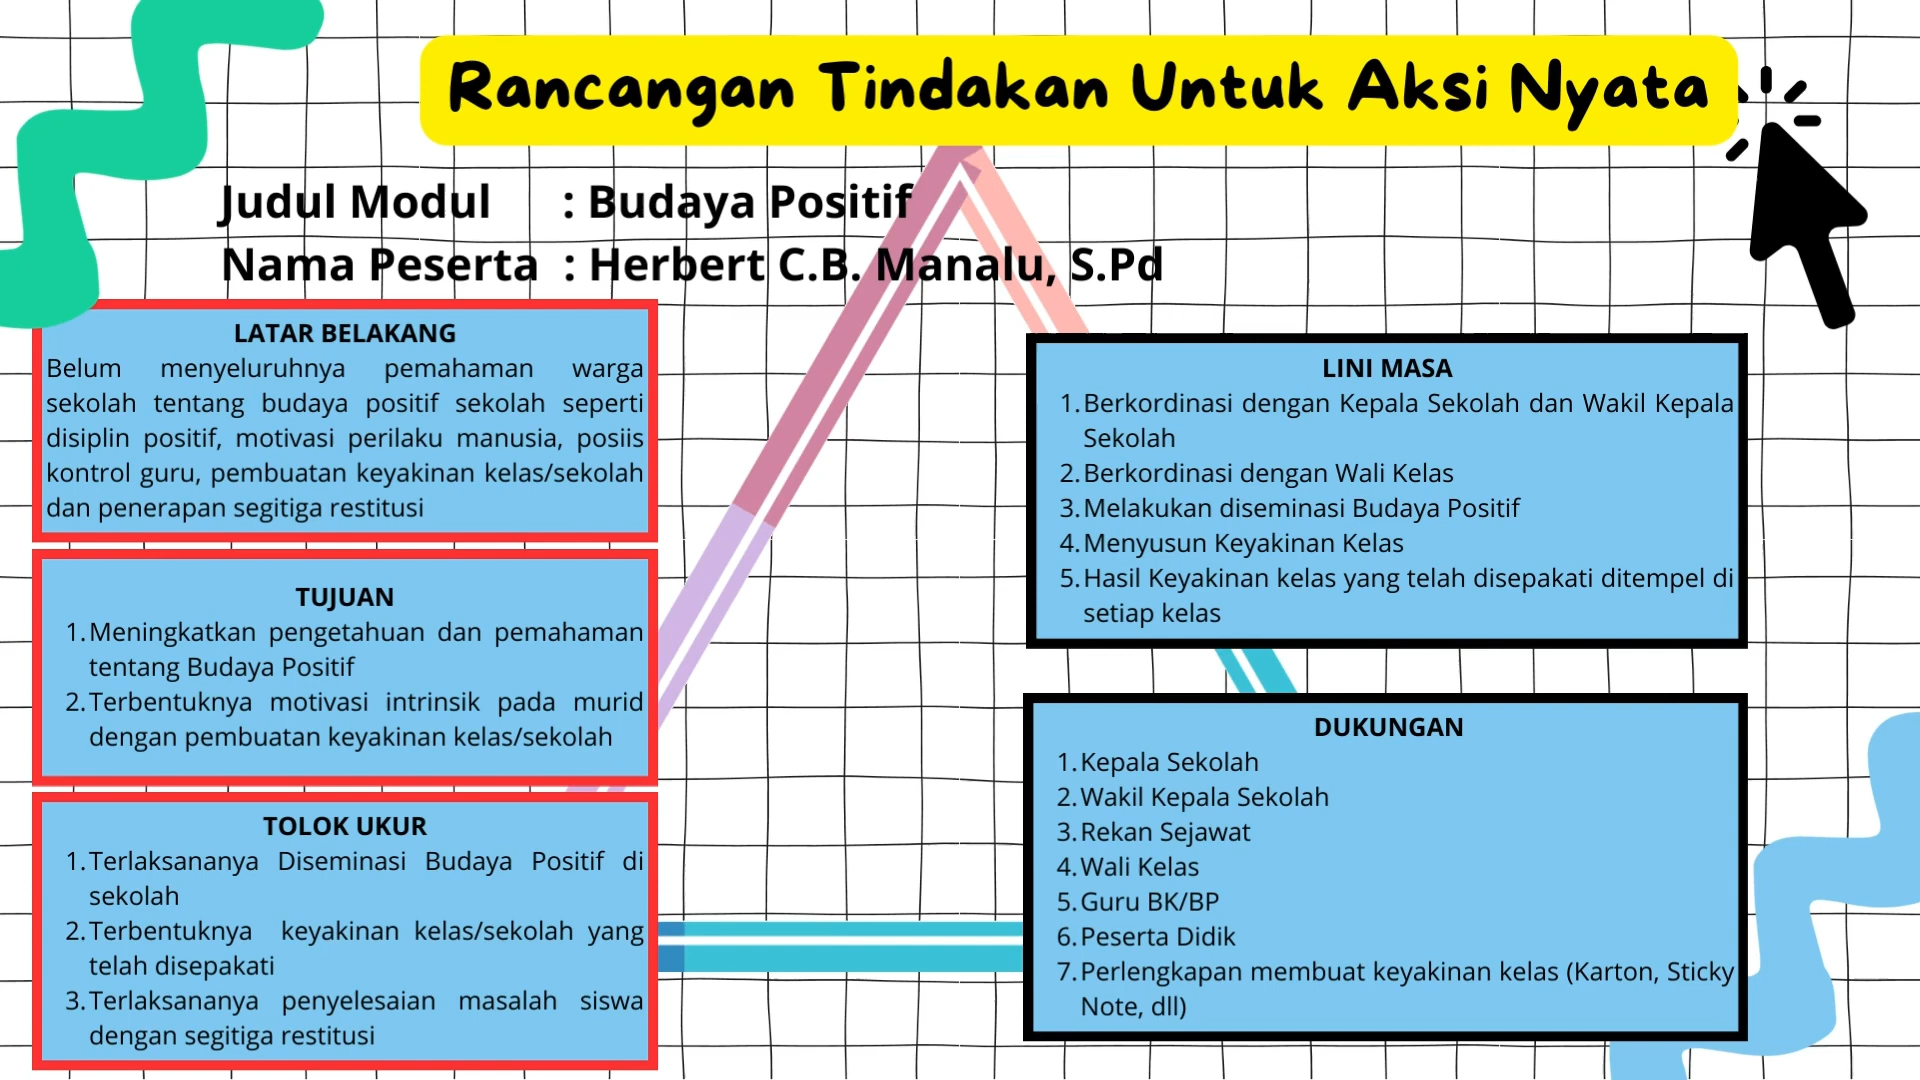 Rancangan Tindakan Untuk Aksi Nyata
Judul Modul : Budaya Positif
Nama Peserta : Herbert C.B. Manalu, S.Pd
LATAR BELAKANG
Belum menyeluruhnya pemahaman warga
sekolah tentang budaya positif sekolah seperti
disiplin positif, motivasi perilaku manusia, posiis
kontrol guru, pembuatan keyakinan kelas/sekolah
dan penerapan segitiga restitusi
TUJUAN
1. Meningkatkan pengetahuan dan pemahaman
tentang Budaya Positif
2. Terbentuknya motivasi intrinsik pada murid
dengan pembuatan keyakinan kelas/sekolah
TOLOK UKUR
1. Terlaksananya Diseminasi Budaya Positif di
sekolah
2. Terbentuknya keyakinan kelas/sekolah yang
telah disepakati
3. Terlaksananya penyelesaian masalah siswa
dengan segitiga restitusi
LINI MASA
1. Berkordinasi dengan Kepala Sekolah dan Wakil Kepala
Sekolah
2. Berkordinasi dengan Wali Kelas
3. Melakukan diseminasi Budaya Positif
4. Menyusun Keyakinan Kelas
5. Hasil Keyakinan kelas yang telah disepakati ditempel di
setiap kelas
DUKUNGAN
1. Kepala Sekolah
2. Wakil Kepala Sekolah
3. Rekan Sejawat
4. Wali Kelas
5. Guru BK/BP
6. Peserta Didik
7. Perlengkapan membuat keyakinan kelas (Karton, Sticky
Note, dll)